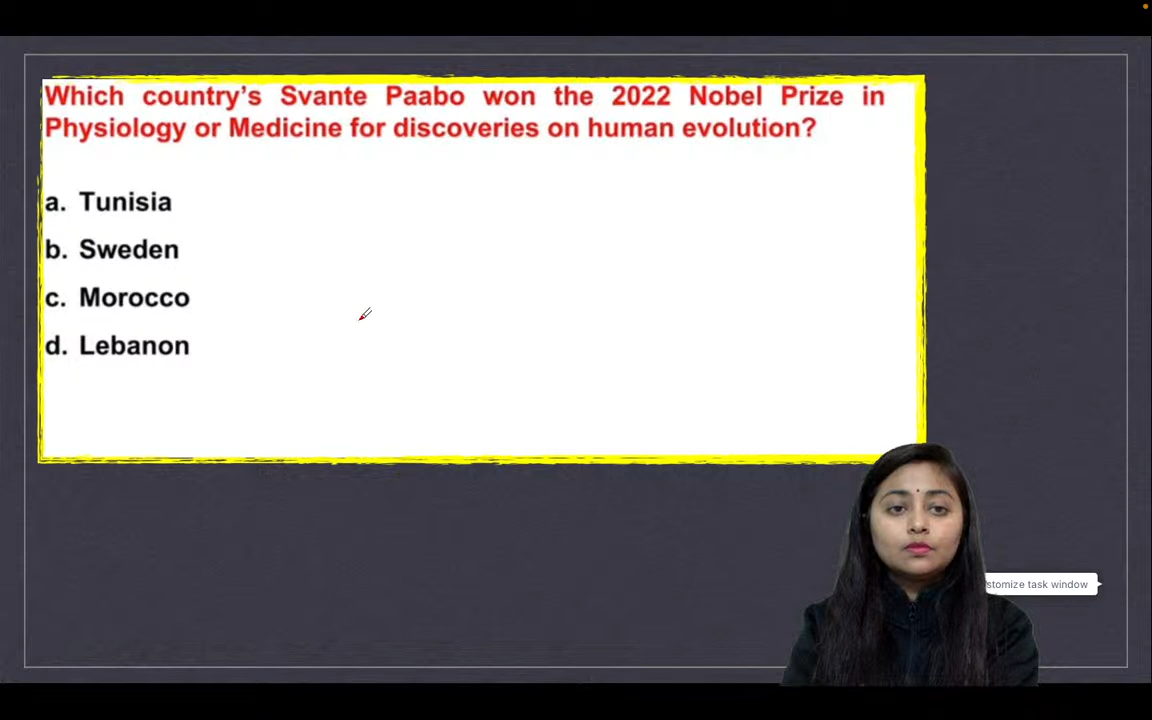 Which country’s Svante Paabo won the 2022 Nobel Prize in
Physiology or Medicine for discoveries on human evolution?
a. Tunisia
b. Sweden
c. Morocco
d. Lebanon
stomize task window